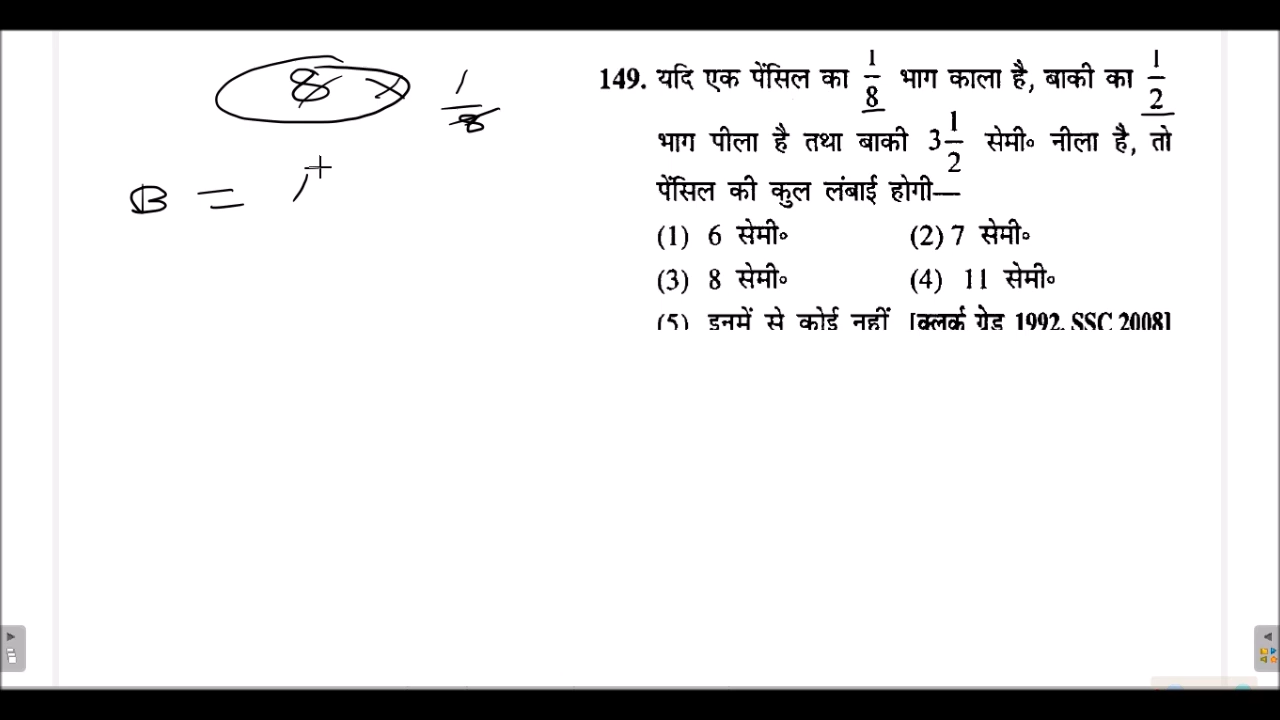 8 x 1/8
B = 1
149. यदि एक पेंसिल का 1/8 भाग काला है, बाकी का 1/2
भाग पीला है तथा बाकी 3 1/2 सेमी॰ नीला है, तो
पेंसिल की कुल लंबाई होगी—
(1) 6 सेमी॰ (2) 7 सेमी॰
(3) 8 सेमी॰ (4) 11 सेमी॰
(5) इनमें से कोई नहीं [क्लर्क ग्रेड 1992, SSC 2008]